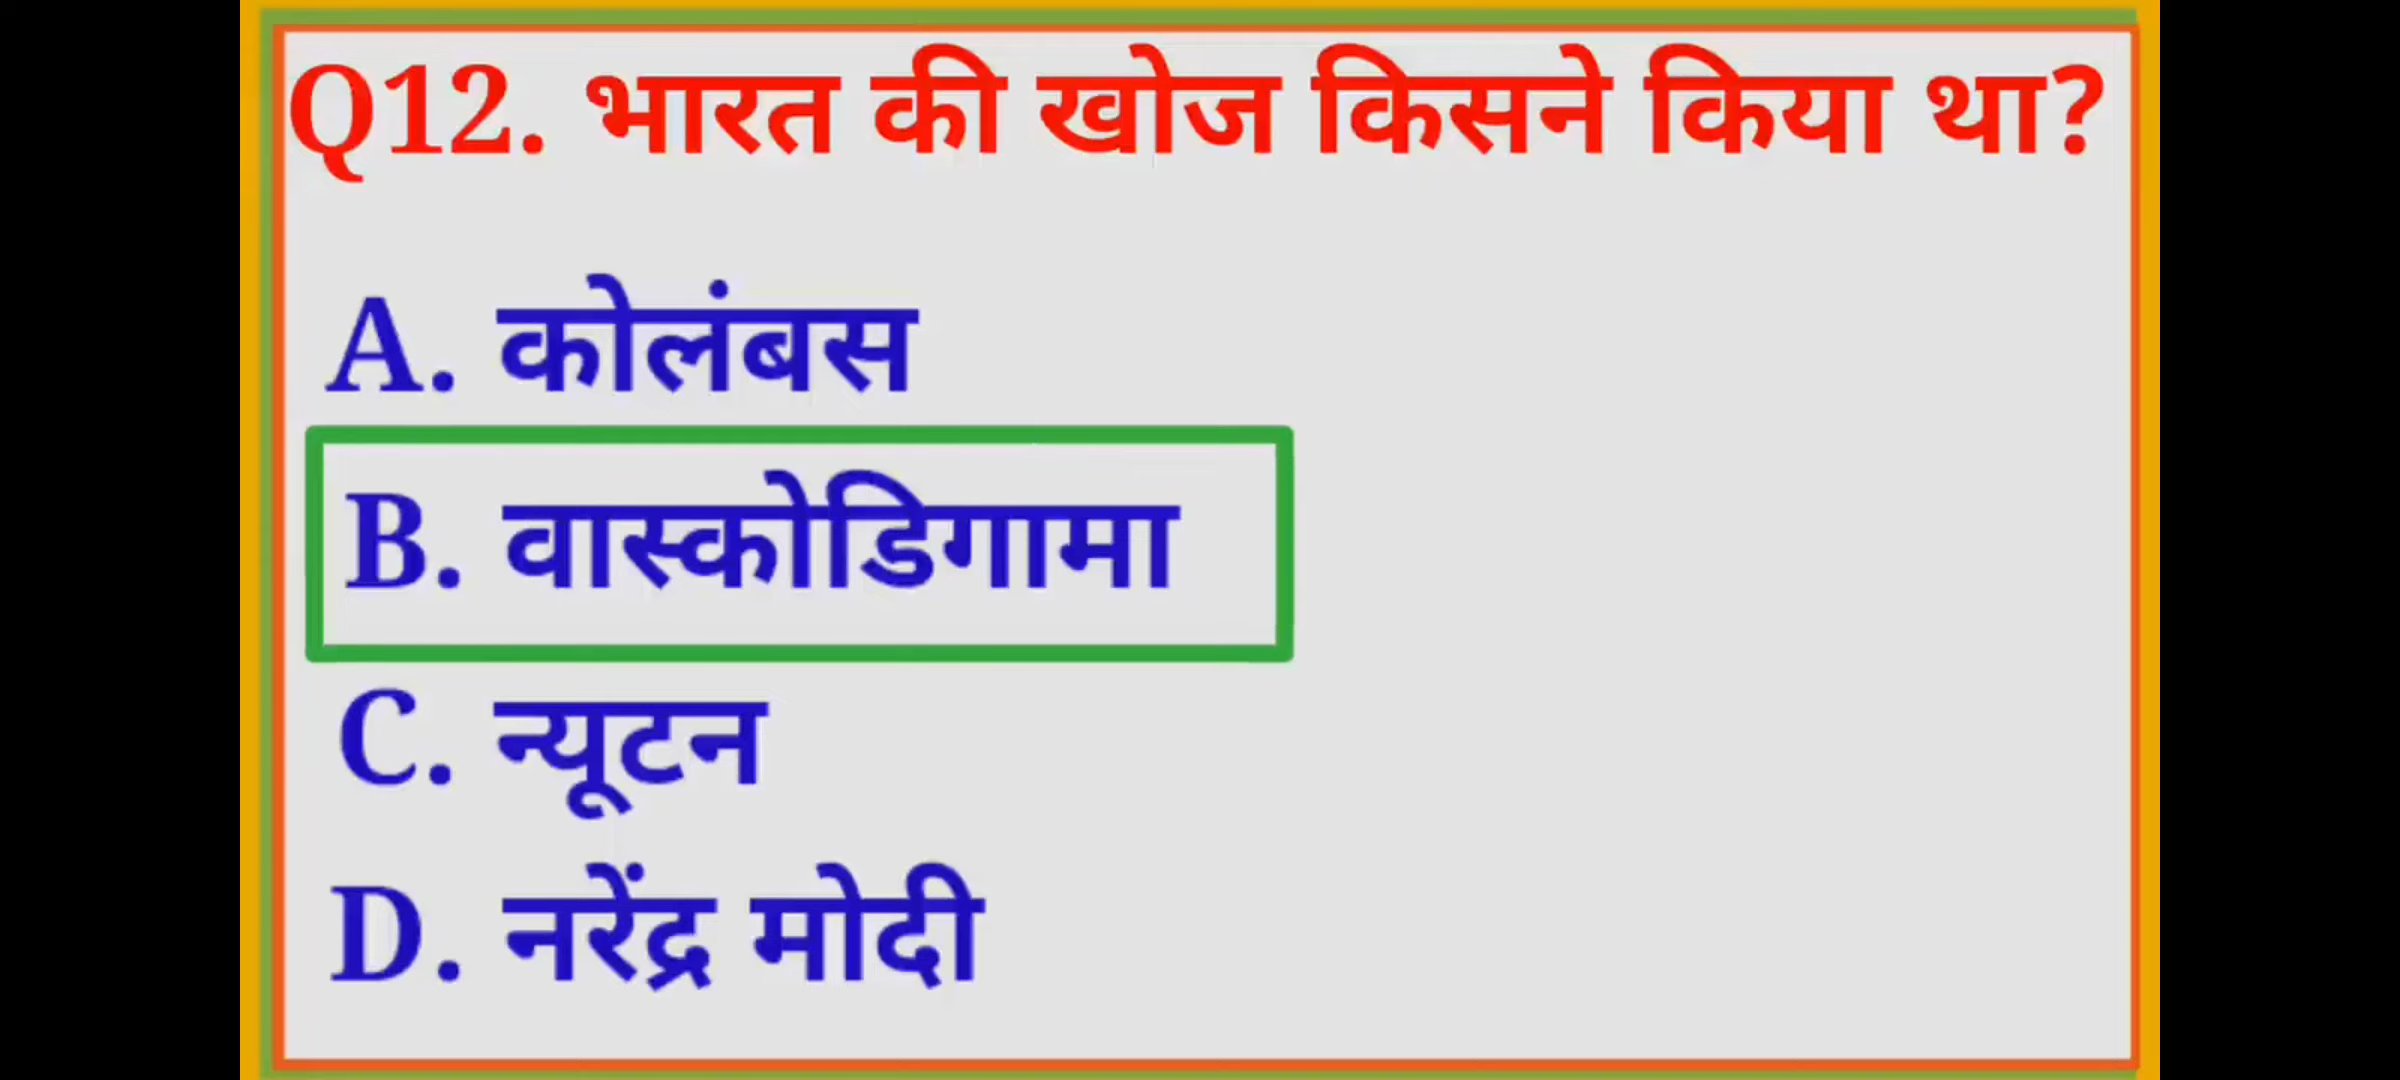 Q12. भारत की खोज किसने किया था?
A. कोलंबस
B. वास्कोडिगामा
C. न्यूटन
D. नरेंद्र मोदी